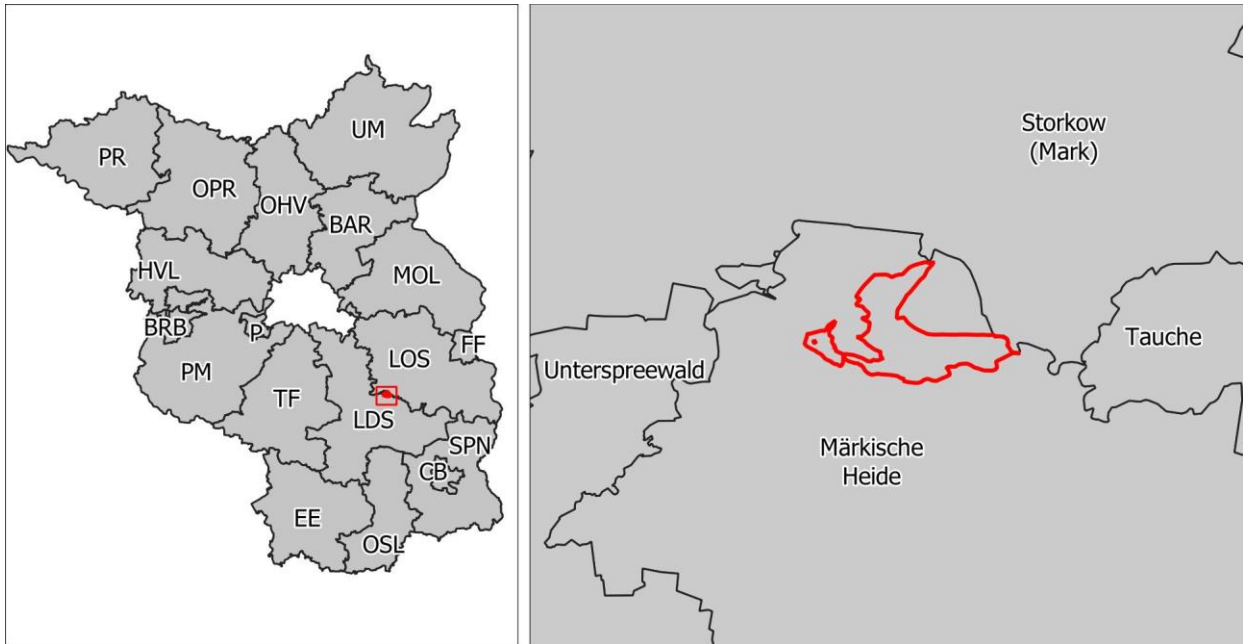 UM
PR
OPR
OHV
BAR
HVL
MOL
BRB
P
FF
LOS
PM
TF
LDS
SPN
CB
EE
OSL
Storkow
(Mark)
Tauche
Unterspreewald
Märkische
Heide